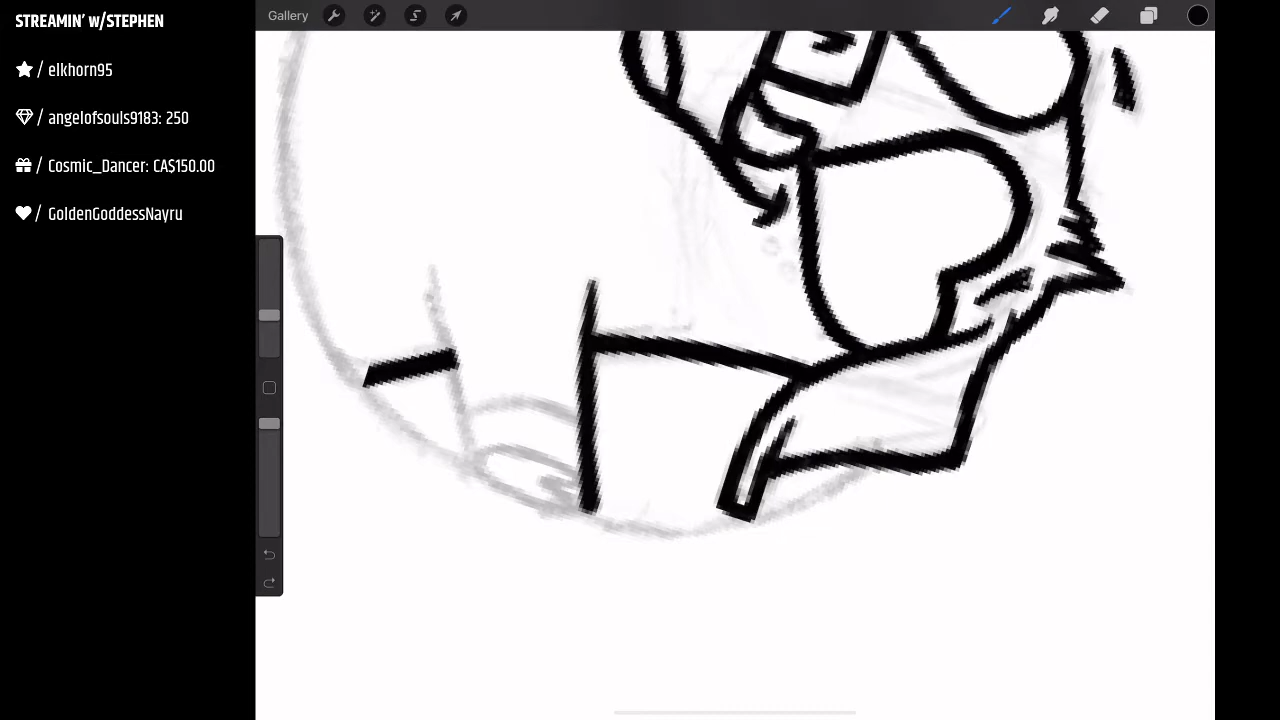 STREAMIN' w/STEPHEN
/ elkhorn95
/ angelofsouls9183: 250
/ Cosmic_Dancer: CA$150.00
/ GoldenGoddessNayru
Gallery